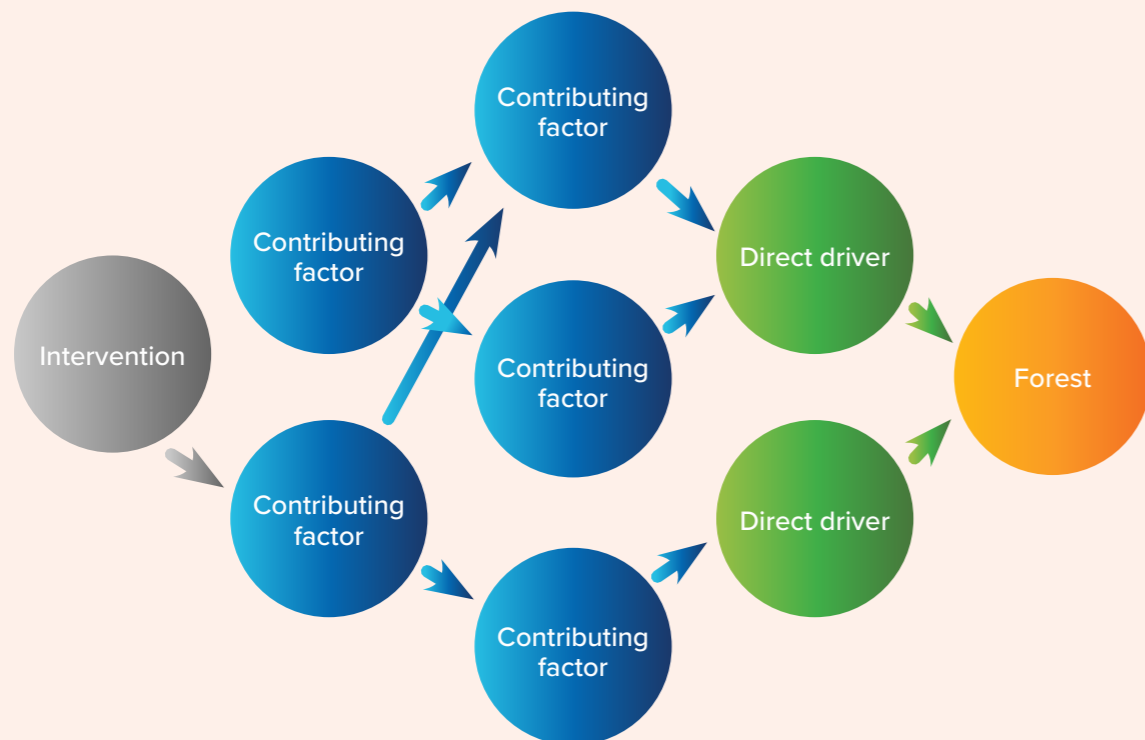 Contributing
factor
Contributing
factor
Direct driver
Intervention
Contributing
factor
Forest
Contributing
factor
Direct driver
Contributing
factor